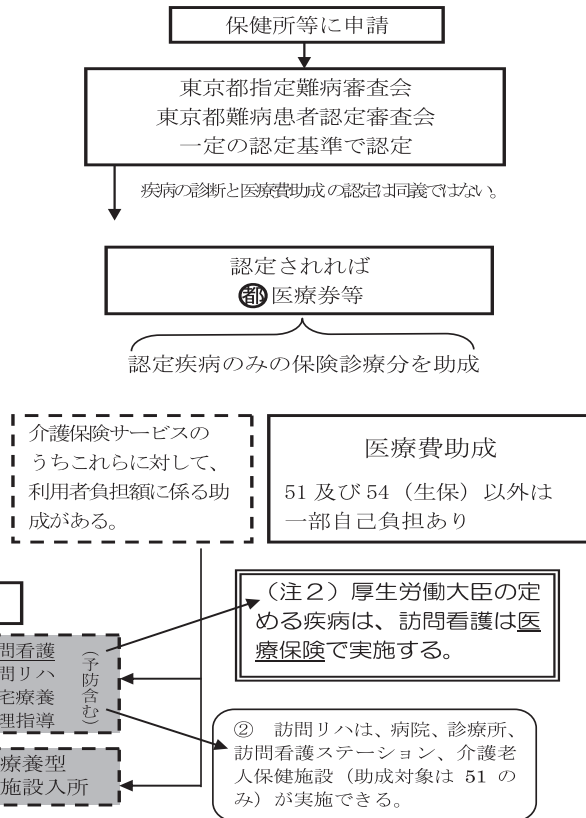 保健所等に申請
東京都指定難病審査会
東京都難病患者認定審査会
一定の認定基準で認定
疾病の診断と医療費助成の認定は同義ではない。
認定されれば
都医療券等
認定疾病のみの保険診療分を助成
介護保険サービスの
うちこれらに対して、
利用者負担額に係る助
成がある。
医療費助成
51 及び 54（生保）以外は
一部自己負担あり
（注２）厚生労働大臣の定
める疾病は、訪問看護は医
療保険で実施する。
問看護
問リハ
宅療養
理指導
（予防含む）
② 訪問リハは、病院、診療所、
訪問看護ステーション、介護老
人保健施設（助成対象は 51 の
み）が実施できる。
療養型
施設入所